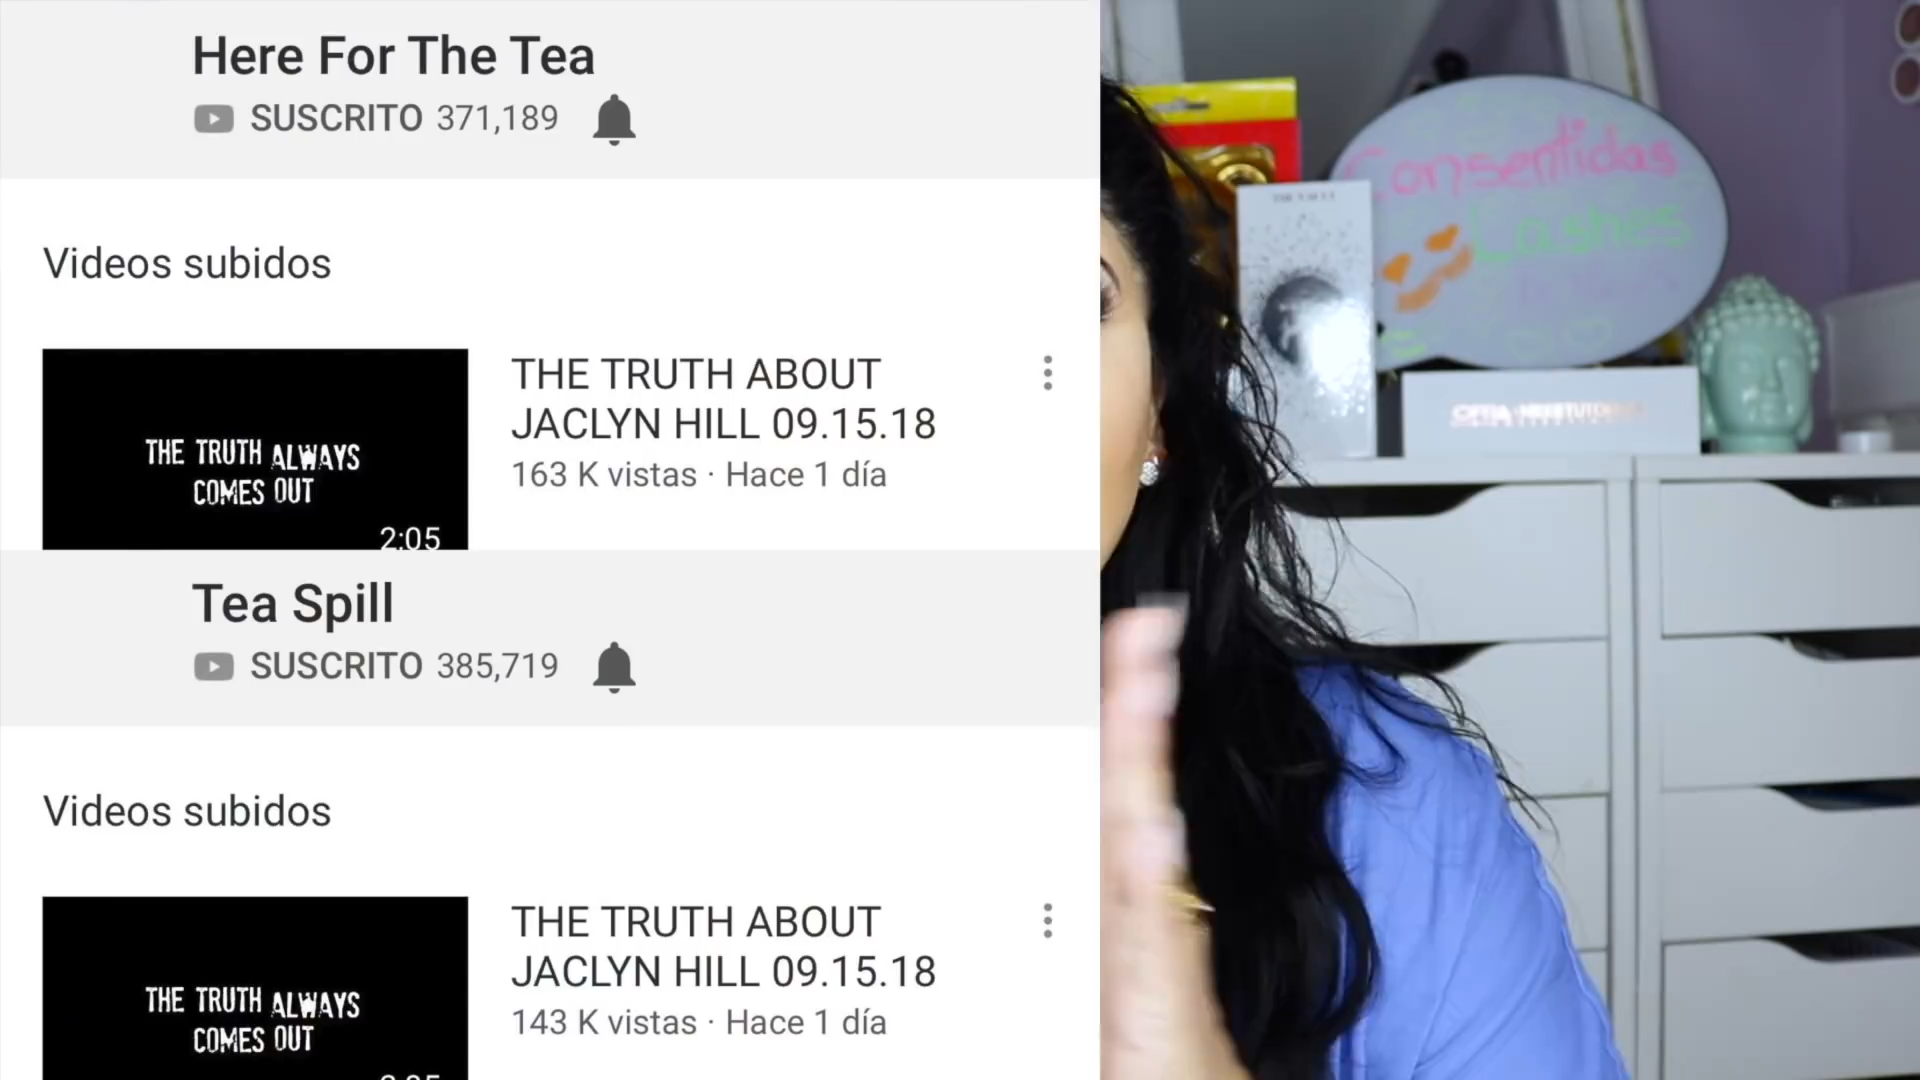 Here For The Tea
SUSCRITO 371,189
Videos subidos
THE TRUTH ALWAYS
COMES OUT
2:05
THE TRUTH ABOUT
JACLYN HILL 09.15.18
163 K vistas · Hace 1 día
Tea Spill
SUSCRITO 385,719
Videos subidos
THE TRUTH ALWAYS
COMES OUT
THE TRUTH ABOUT
JACLYN HILL 09.15.18
143 K vistas · Hace 1 día
Consentidas
Lashes